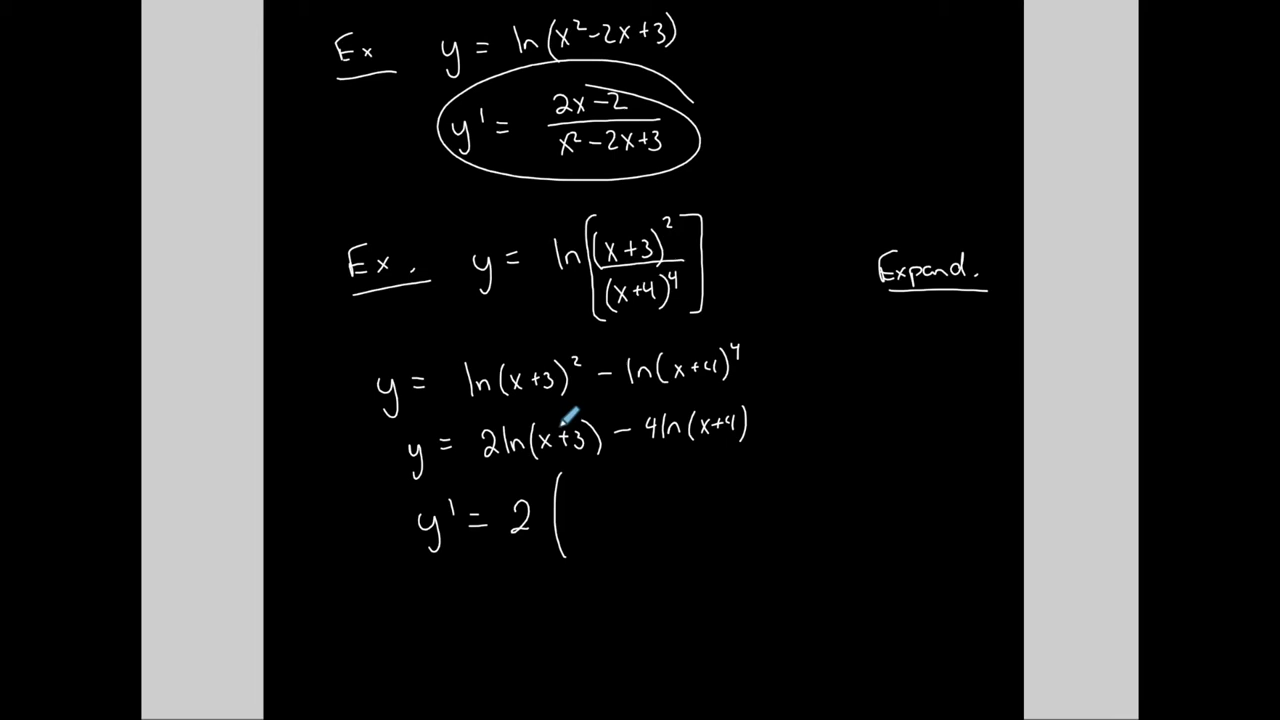 Ex y = ln(x²-2x+3)
y' = (2x-2)/(x²-2x+3)
Ex. y = ln[(x+3)²/(x+4)⁴] Expand.
y = ln(x+3)² - ln(x+4)⁴
y = 2ln(x+3) - 4ln(x+4)
y' = 2 (